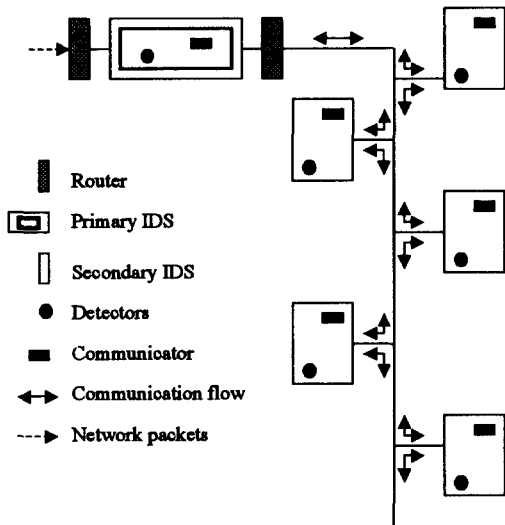 Router
Primary IDS
Secondary IDS
Detectors
Communicator
Communication flow
Network packets